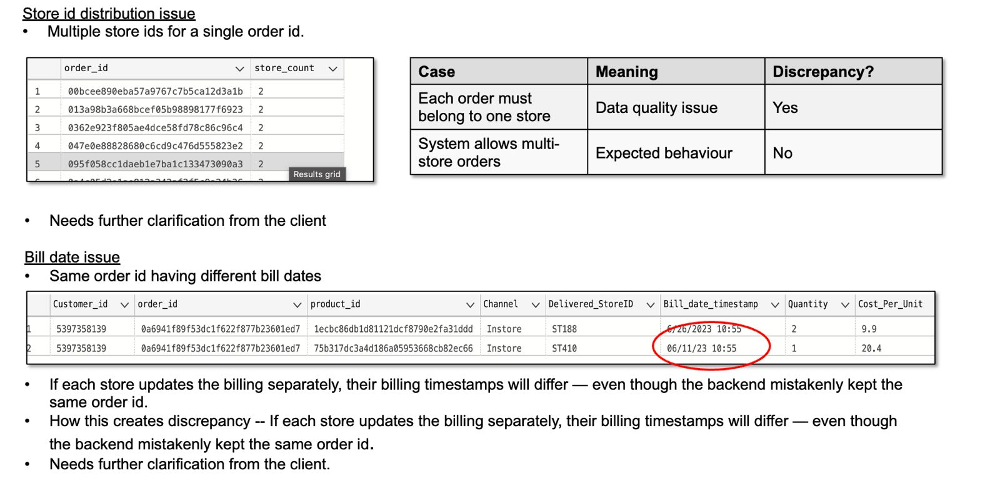 Store id distribution issue
• Multiple store ids for a single order id.
order_id store_count
1 00bcee890eba57a9767c7b5ca12d3a1b 2
2 013a98b3a668bcef05b98898177f6923 2
3 0362e923f805ae4dce58fd78c86c96c4 2
4 047e0e88828680c6cd9c476d555823e2 2
5 095f058cc1daeb1e7ba1c133473090a3 2
Results grid
Case Meaning Discrepancy?
Each order must
belong to one store
Data quality issue
Yes
System allows multi-
store orders
Expected behaviour
No
• Needs further clarification from the client
Bill date issue
• Same order id having different bill dates
Customer_id order_id product_id Channel Delivered_StoreID Bill_date_timestamp Quantity Cost_Per_Unit
1 5397358139 0a6941f89f53dc1f622f877b23601ed7 1ecbc86db1d81121dcf8790e2fa31ddd Instore ST188 6/26/2023 10:55 2 9.9
2 5397358139 0a6941f89f53dc1f622f877b23601ed7 75b317dc3a4d186a05953668cb82ec66 Instore ST410 06/11/23 10:55 1 20.4
• If each store updates the billing separately, their billing timestamps will differ — even though the backend mistakenly kept the
same order id.
• How this creates discrepancy -- If each store updates the billing separately, their billing timestamps will differ — even though
the backend mistakenly kept the same order id.
• Needs further clarification from the client.